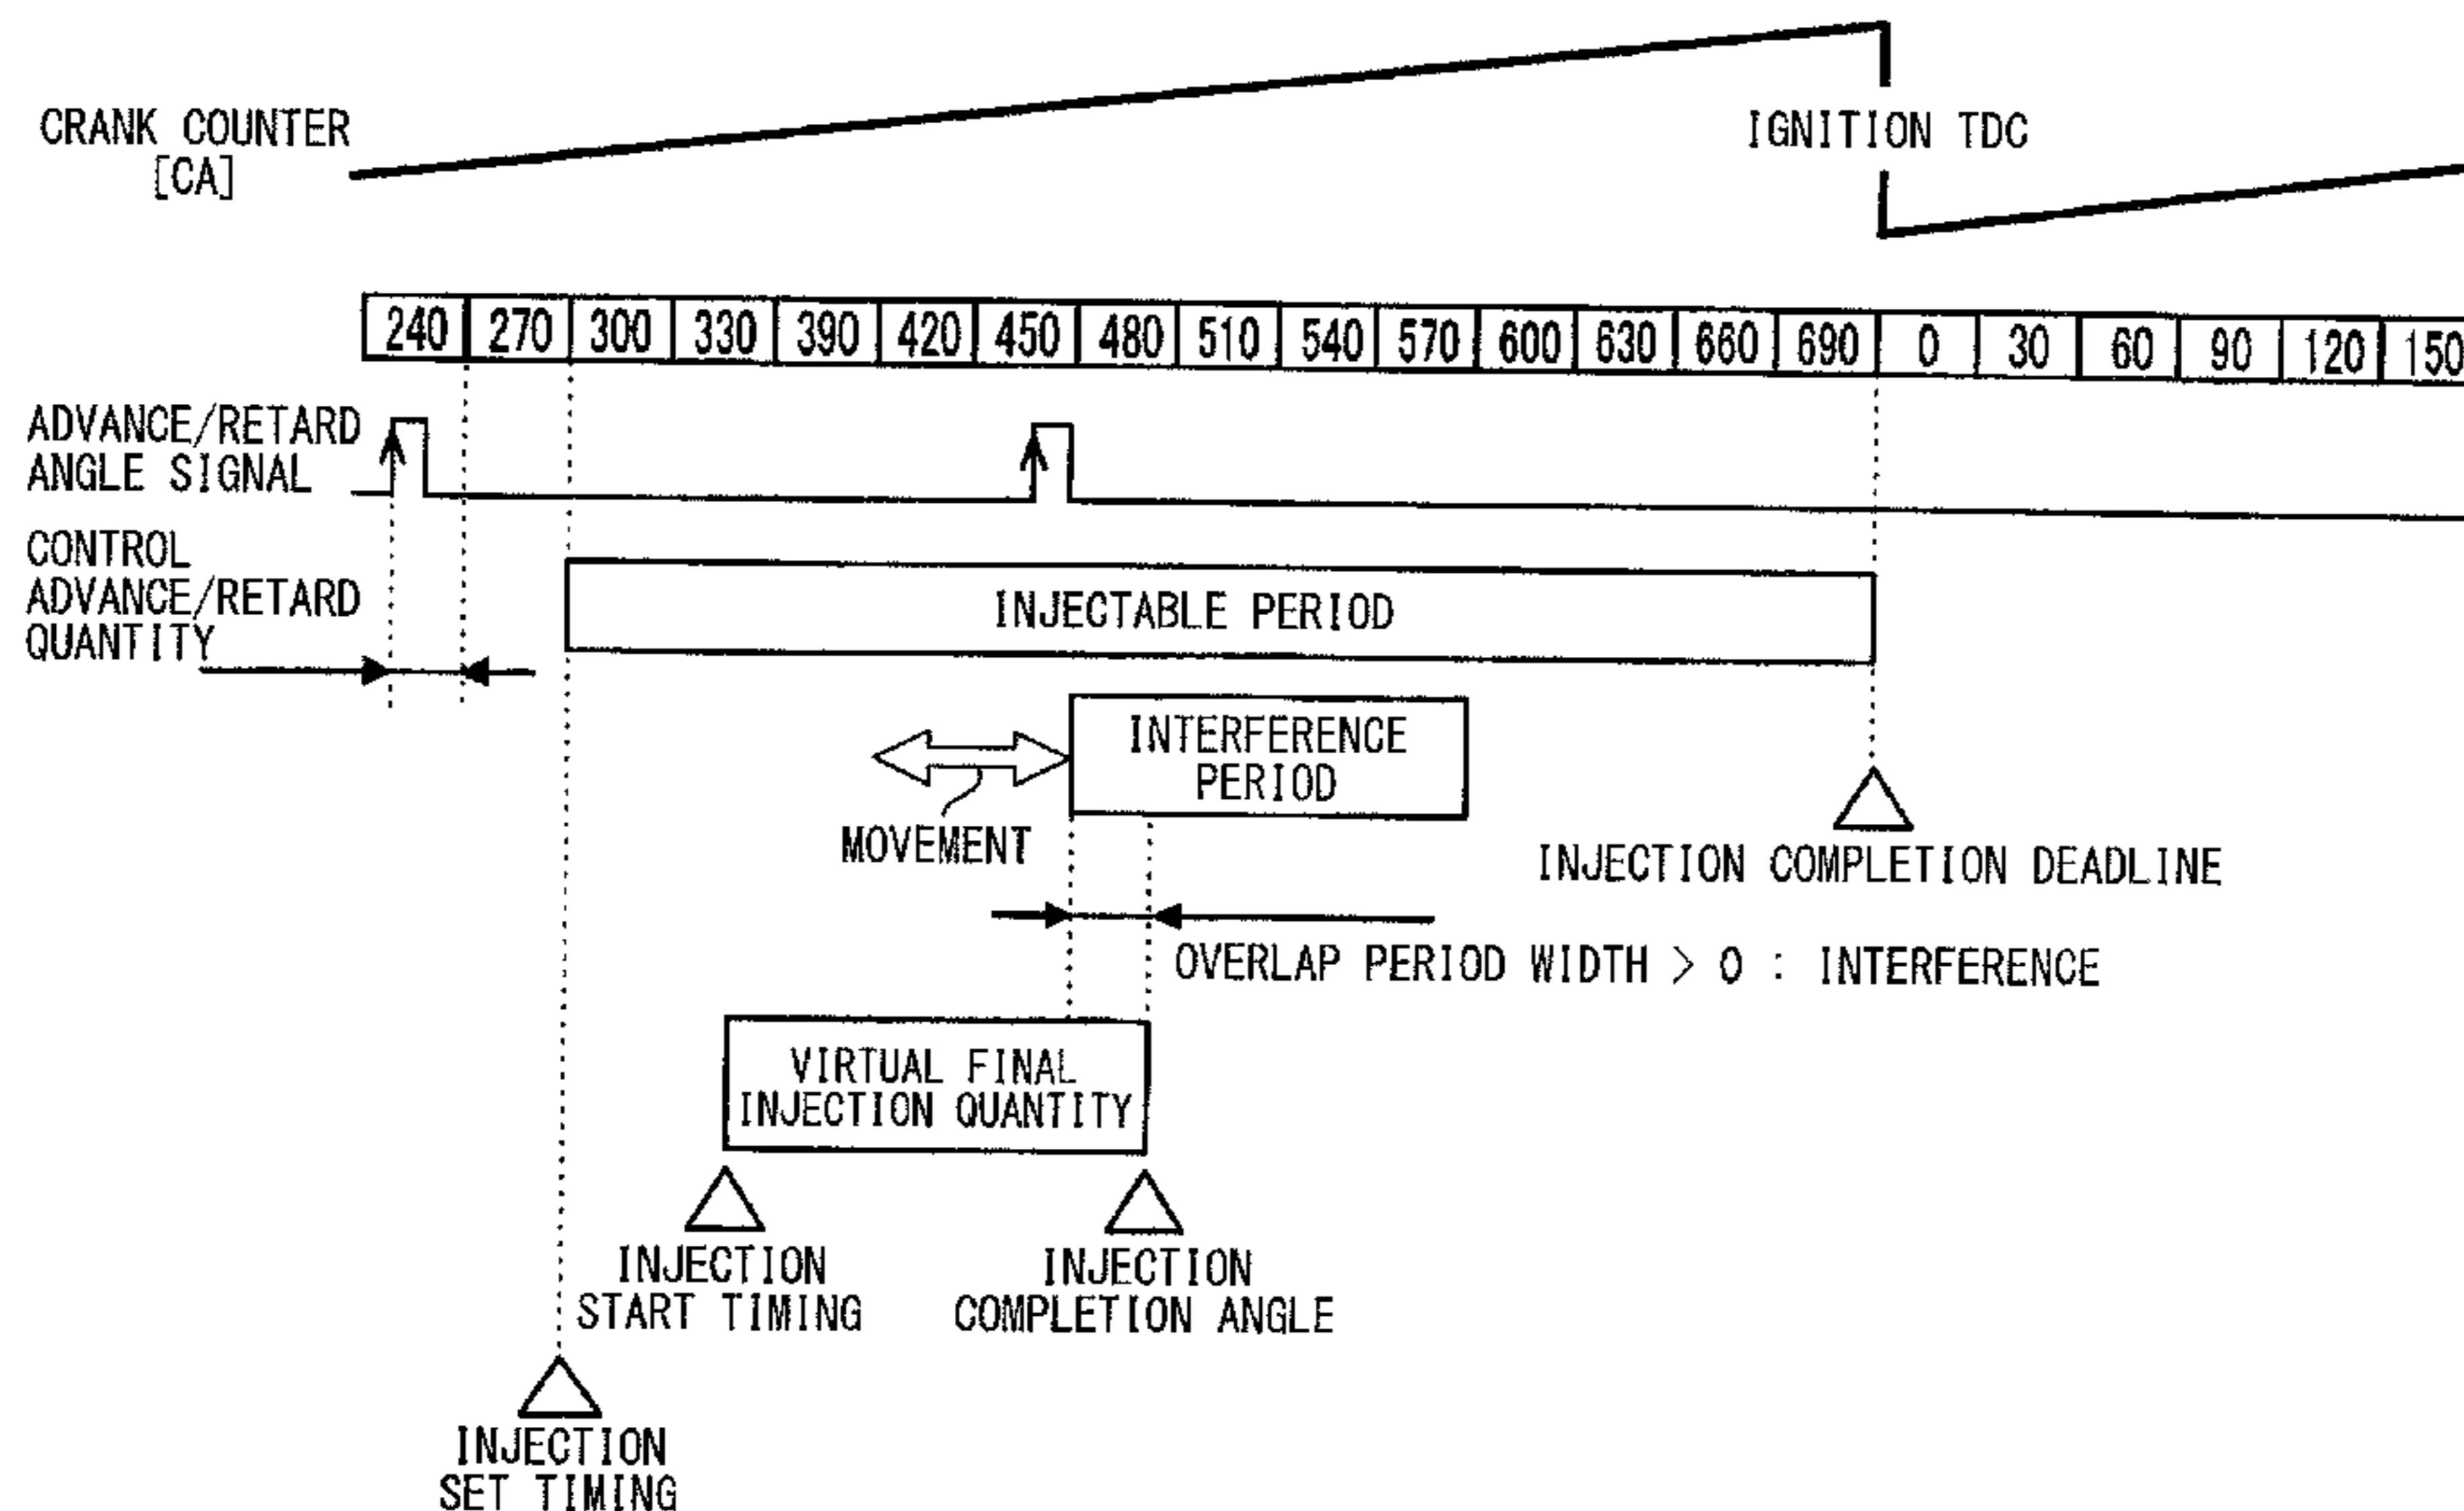 CRANK COUNTER
[CA]
IGNITION TDC
240 270 300 330 390 420 450 480 510 540 570 600 630 660 690 0 30 60 90 120 150
ADVANCE/RETARD
ANGLE SIGNAL
CONTROL
ADVANCE/RETARD
QUANTITY
INJECTABLE PERIOD
INTERFERENCE
PERIOD
MOVEMENT
INJECTION COMPLETION DEADLINE
OVERLAP PERIOD WIDTH > 0 : INTERFERENCE
VIRTUAL FINAL
INJECTION QUANTITY
INJECTION
START TIMING
INJECTION
COMPLETION ANGLE
INJECTION
SET TIMING